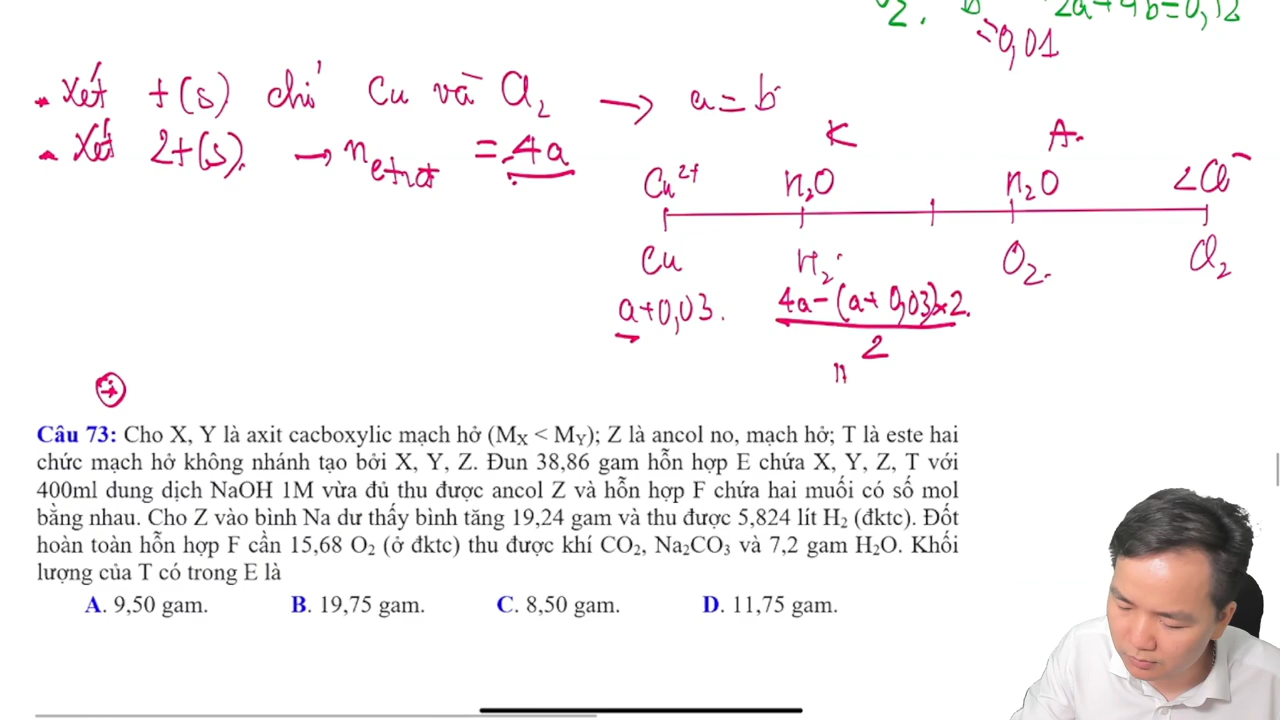 2. b 2a+4b=0,12
=0,01
• Xét t(s) chỉ Cu và Cl2 → a = b
• Xét 2t(s). → n e trđ = 4a
K A.
Cu2+ H2O H2O 2Cl-
Cu H2 O2. Cl2
a+0,03. 4a-(a+0,03)×2.
2
Câu 73: Cho X, Y là axit cacboxylic mạch hở (MX < MY); Z là ancol no, mạch hở; T là este hai
chức mạch hở không nhánh tạo bởi X, Y, Z. Đun 38,86 gam hỗn hợp E chứa X, Y, Z, T với
400ml dung dịch NaOH 1M vừa đủ thu được ancol Z và hỗn hợp F chứa hai muối có số mol
bằng nhau. Cho Z vào bình Na dư thấy bình tăng 19,24 gam và thu được 5,824 lít H2 (đktc). Đốt
hoàn toàn hỗn hợp F cần 15,68 O2 (ở đktc) thu được khí CO2, Na2CO3 và 7,2 gam H2O. Khối
lượng của T có trong E là
A. 9,50 gam. B. 19,75 gam. C. 8,50 gam. D. 11,75 gam.